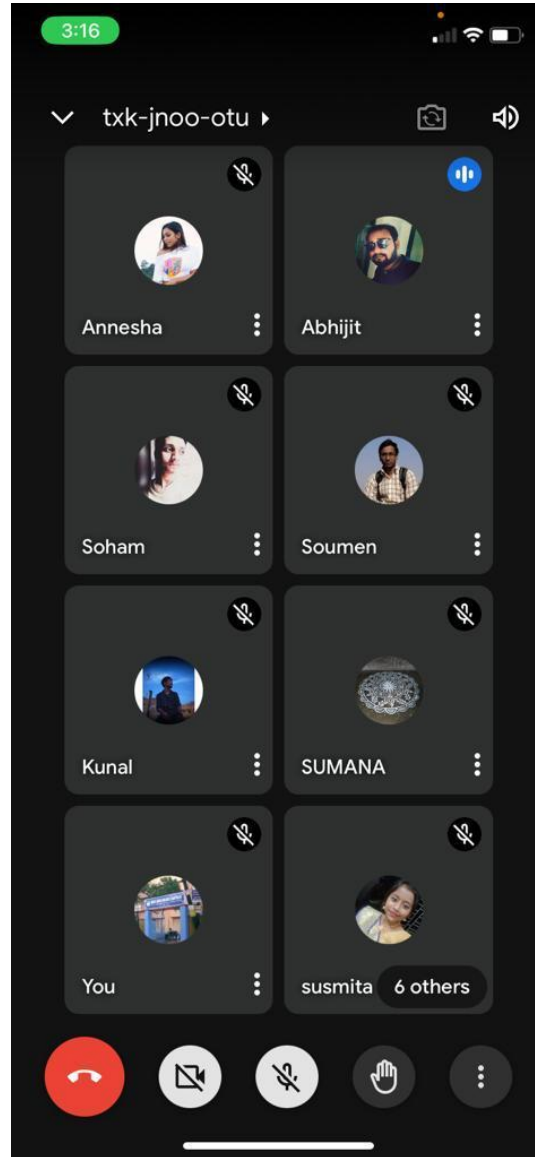 3:16
txk-jnoo-otu
Annesha
Abhijit
Soham
Soumen
Kunal
SUMANA
You
susmita
6 others